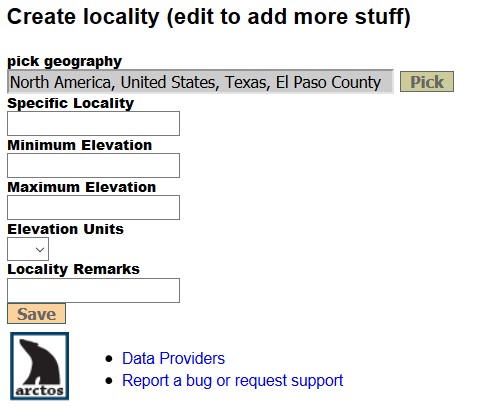 Create locality (edit to add more stuff)
pick geography
North America, United States, Texas, El Paso County Pick
Specific Locality
Minimum Elevation
Maximum Elevation
Elevation Units
Locality Remarks
Save
arctos
Data Providers
Report a bug or request support